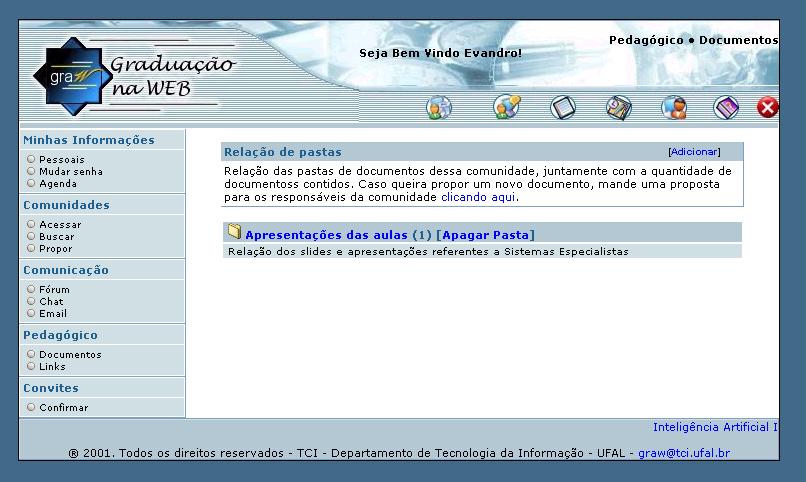 Pedagógico ● Documentos
Seja Bem Vindo Evandro!
graW
Graduação
na WEB
Minhas Informações
Pessoais
Mudar senha
Agenda
Comunidades
Acessar
Buscar
Propor
Comunicação
Fórum
Chat
Email
Pedagógico
Documentos
Links
Convites
Confirmar
Relação de pastas [Adicionar]
Relação das pastas de documentos dessa comunidade, juntamente com a quantidade de
documentoss contidos. Caso queira propor um novo documento, mande uma proposta
para os responsáveis da comunidade clicando aqui.
Apresentações das aulas (1) [Apagar Pasta]
Relação dos slides e apresentações referentes a Sistemas Especialistas
Inteligência Artificial I
® 2001. Todos os direitos reservados - TCI - Departamento de Tecnologia da Informação - UFAL - graw@tci.ufal.br